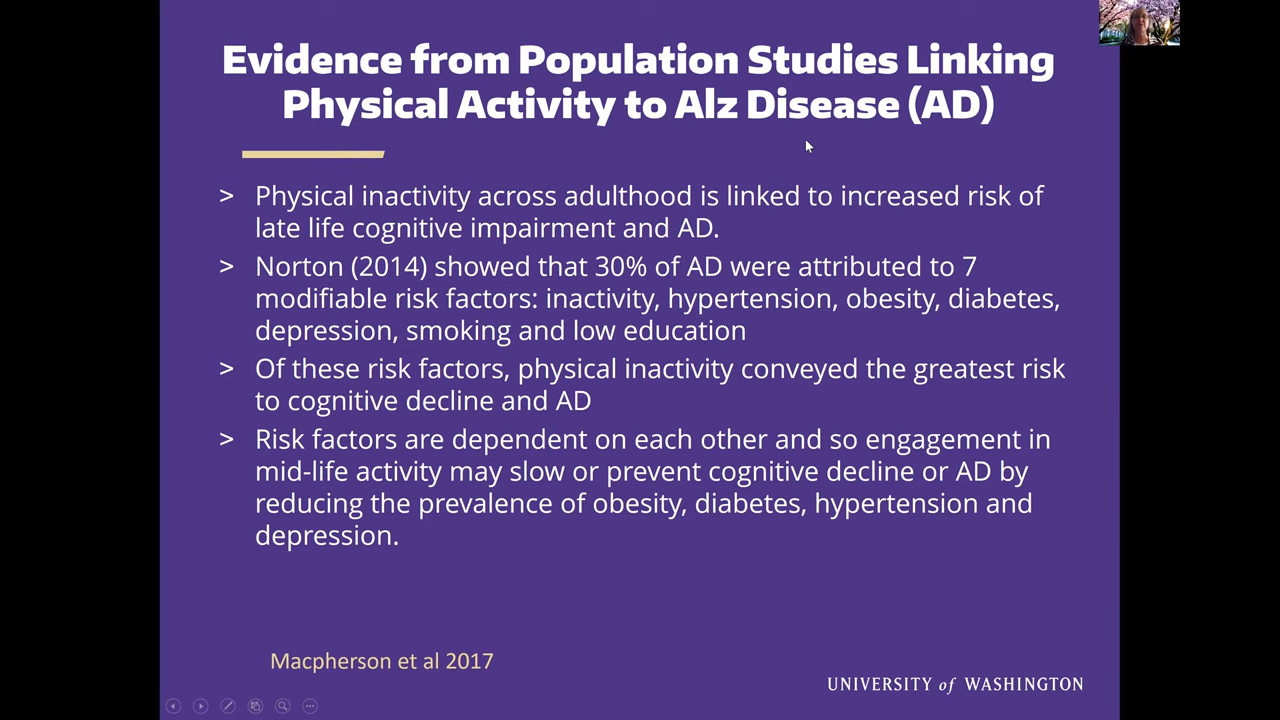 Evidence from Population Studies Linking
Physical Activity to Alz Disease (AD)
> Physical inactivity across adulthood is linked to increased risk of
late life cognitive impairment and AD.
> Norton (2014) showed that 30% of AD were attributed to 7
modifiable risk factors: inactivity, hypertension, obesity, diabetes,
depression, smoking and low education
> Of these risk factors, physical inactivity conveyed the greatest risk
to cognitive decline and AD
> Risk factors are dependent on each other and so engagement in
mid-life activity may slow or prevent cognitive decline or AD by
reducing the prevalence of obesity, diabetes, hypertension and
depression.
Macpherson et al 2017
UNIVERSITY of WASHINGTON